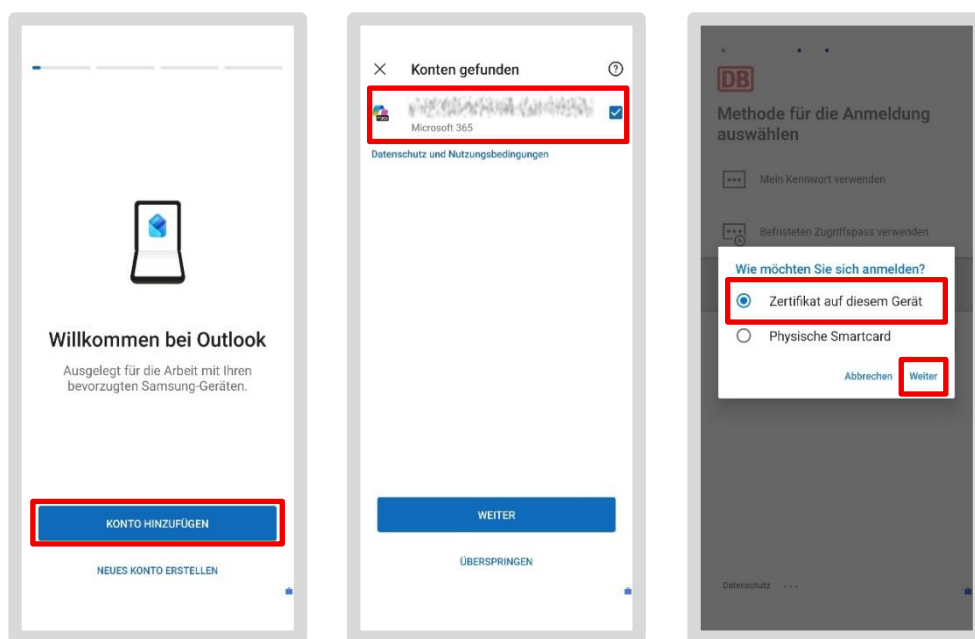 Willkommen bei Outlook
Ausgelegt für die Arbeit mit Ihren
bevorzugten Samsung-Geräten.
KONTO HINZUFÜGEN
NEUES KONTO ERSTELLEN
Konten gefunden
Microsoft 365
Datenschutz und Nutzungsbedingungen
WEITER
ÜBERSPRINGEN
DB
Methode für die Anmeldung
auswählen
Mein Kennwort verwenden
Befristeten Zugriffspass verwenden
Wie möchten Sie sich anmelden?
Zertifikat auf diesem Gerät
Physische Smartcard
Abbrechen Weiter
Datenschutz ...